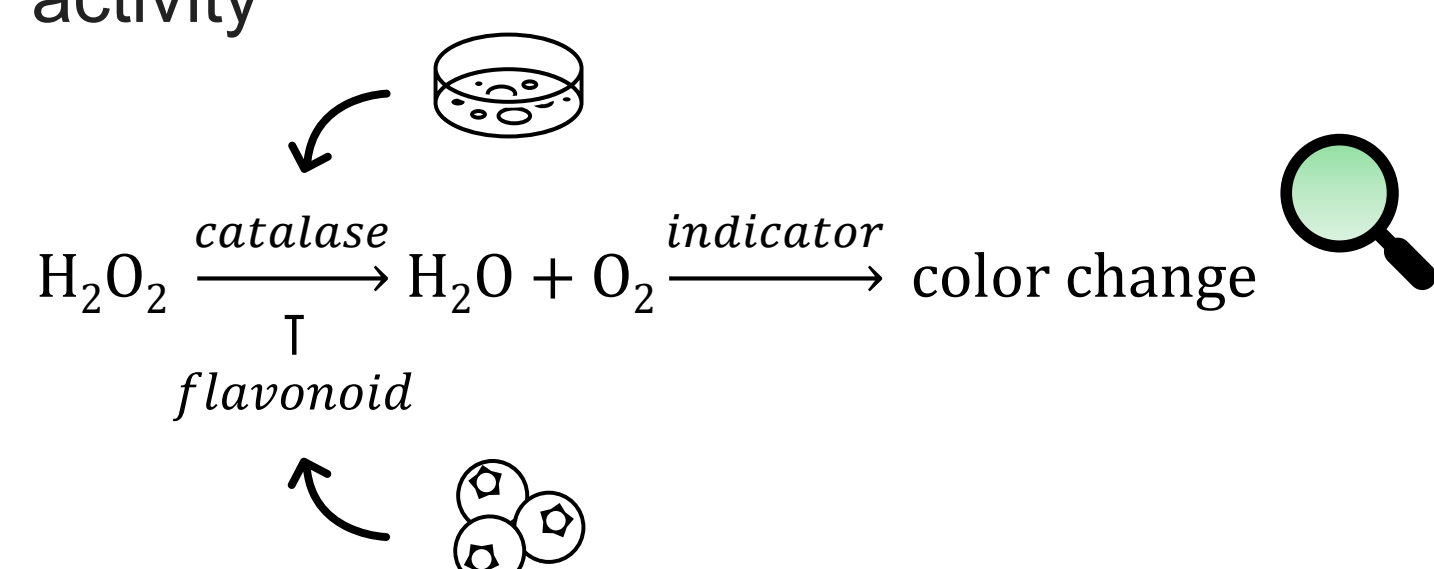 activity
catalase indicator
H₂O₂ ⟶ H₂O + O₂ ⟶ color change
flavonoid